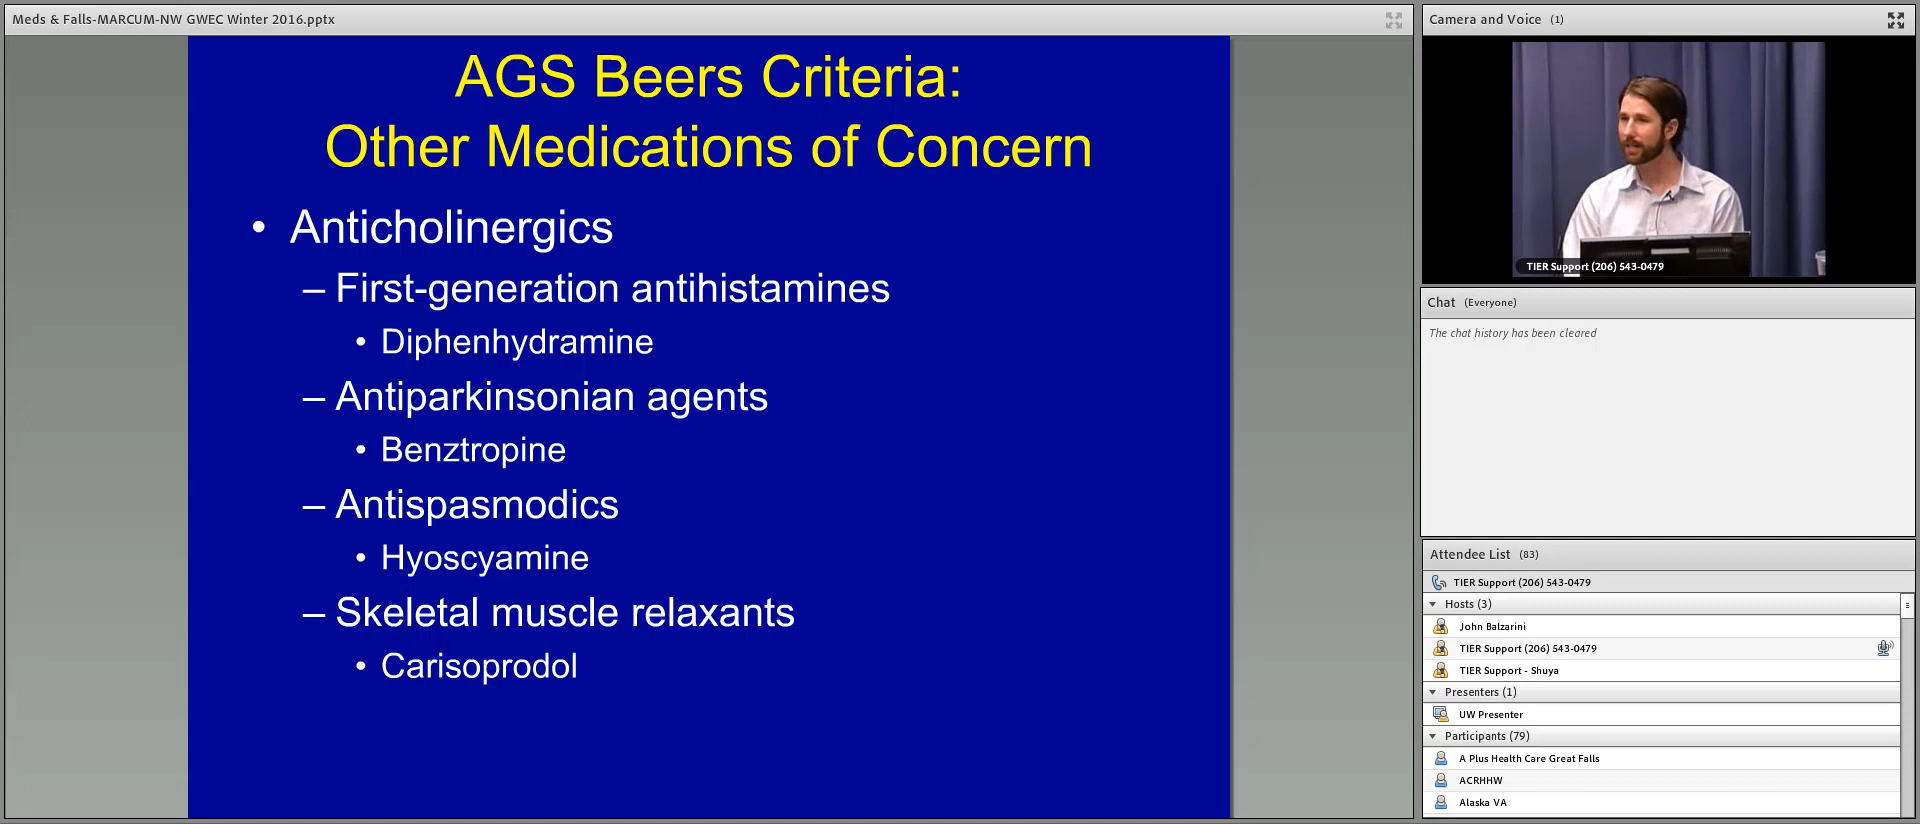 Meds & Falls-MARCUM-NW GWEC Winter 2016.pptx
AGS Beers Criteria:
Other Medications of Concern
• Anticholinergics
– First-generation antihistamines
• Diphenhydramine
– Antiparkinsonian agents
• Benztropine
– Antispasmodics
• Hyoscyamine
– Skeletal muscle relaxants
• Carisoprodol
Camera and Voice (1)
TIER Support (206) 543-0479
Chat (Everyone)
The chat history has been cleared
Attendee List (83)
TIER Support (206) 543-0479
Hosts (3)
John Balzarini
TIER Support (206) 543-0479
TIER Support - Shuya
Presenters (1)
UW Presenter
Participants (79)
A Plus Health Care Great Falls
ACRHHW
Alaska VA